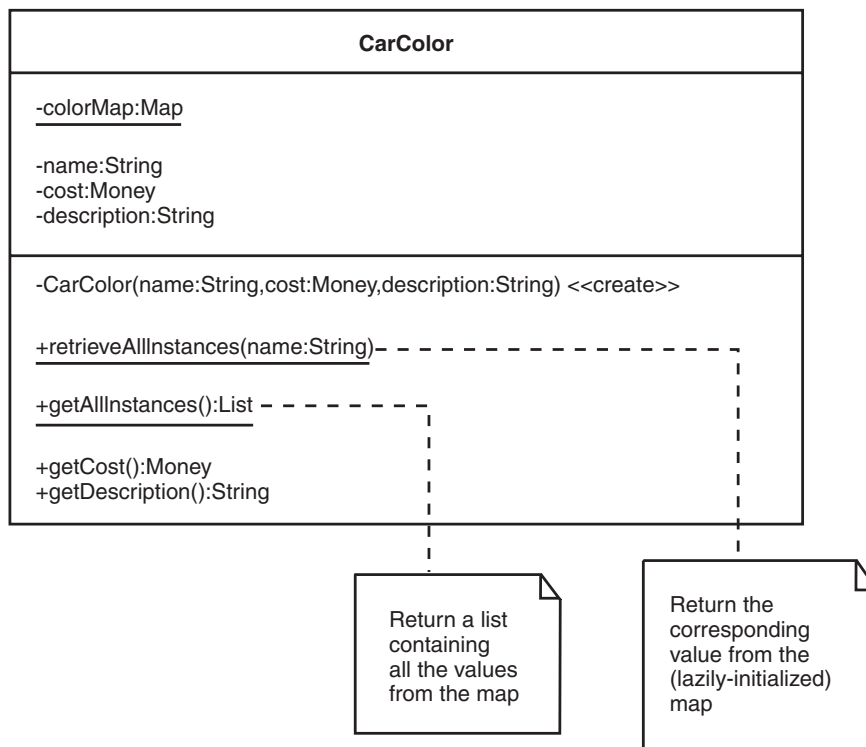 CarColor
-colorMap:Map
-name:String
-cost:Money
-description:String
-CarColor(name:String,cost:Money,description:String) <<create>>
+retrieveAllInstances(name:String)
+getAllInstances():List
+getCost():Money
+getDescription():String
Return a list
containing
all the values
from the map
Return the
corresponding
value from the
(lazily-initialized)
map